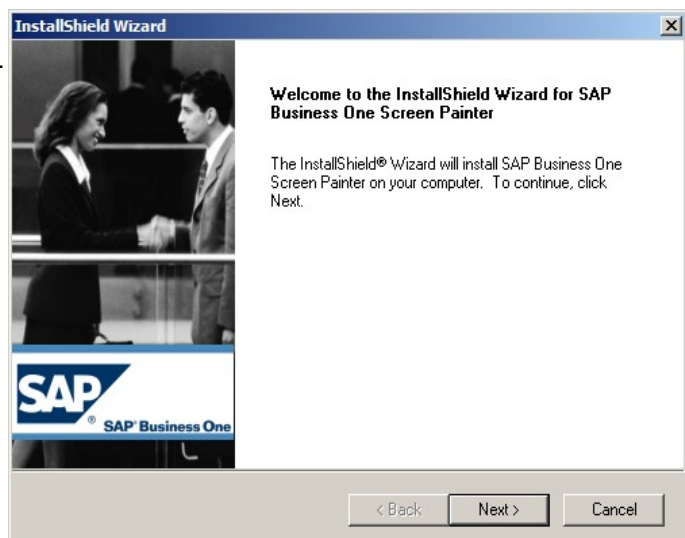 InstallShield Wizard
Welcome to the InstallShield Wizard for SAP
Business One Screen Painter
The InstallShield® Wizard will install SAP Business One
Screen Painter on your computer. To continue, click
Next.
SAP®
SAP® Business One
< Back
Next >
Cancel